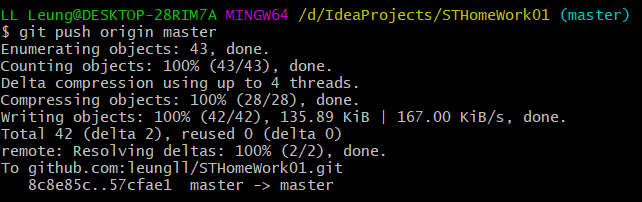 LL Leung@DESKTOP-28RIM7A MINGW64 /d/IdeaProjects/STHomeWork01 (master)
$ git push origin master
Enumerating objects: 43, done.
Counting objects: 100% (43/43), done.
Delta compression using up to 4 threads.
Compressing objects: 100% (28/28), done.
Writing objects: 100% (42/42), 135.89 KiB | 167.00 KiB/s, done.
Total 42 (delta 2), reused 0 (delta 0)
remote: Resolving deltas: 100% (2/2), done.
To github.com:leungll/STHomeWork01.git
   8c8e85c..57cfae1  master -> master